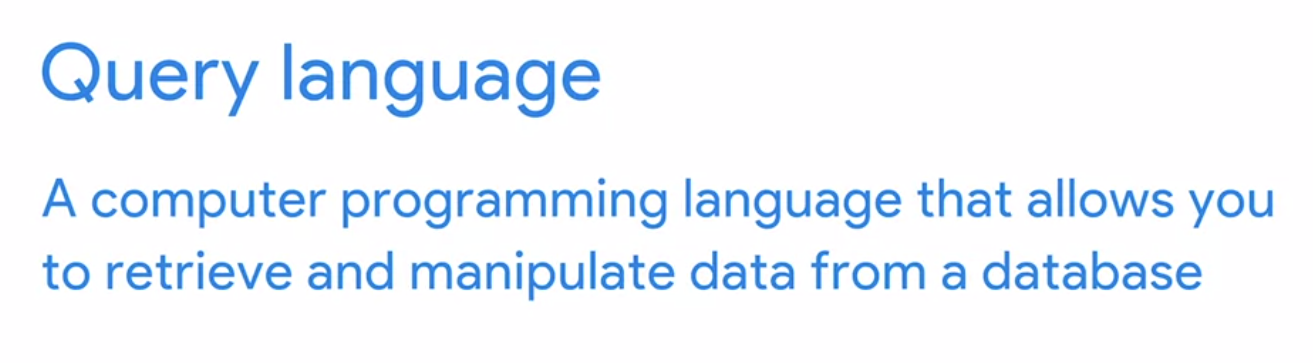 Query language
A computer programming language that allows you
to retrieve and manipulate data from a database